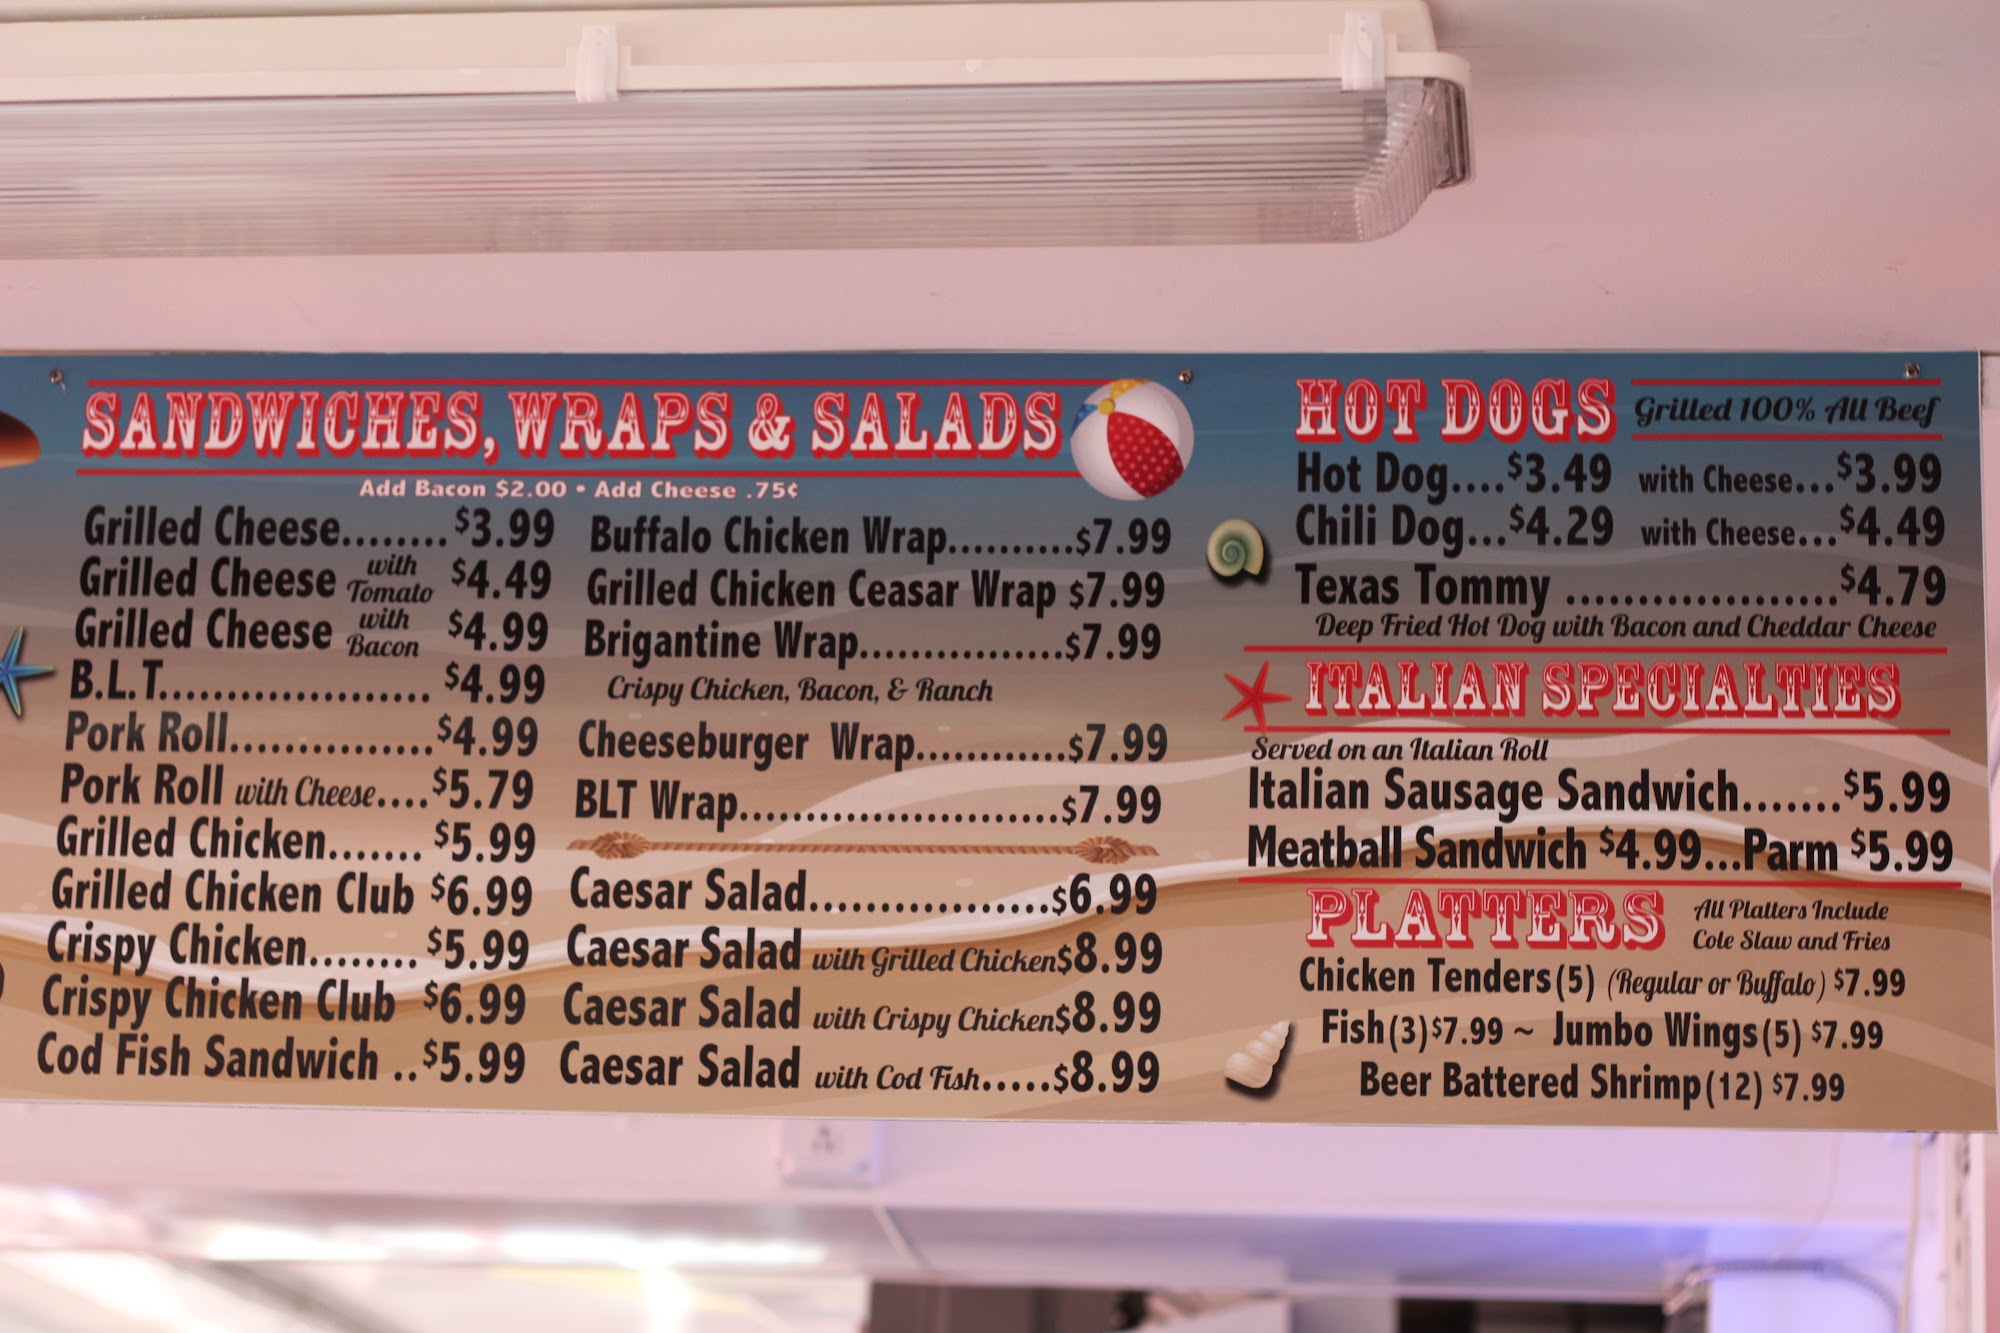 SANDWICHES, WRAPS & SALADS
Add Bacon $2.00 • Add Cheese .75¢
Grilled Cheese........$3.99
Grilled Cheese with Tomato $4.49
Grilled Cheese with Bacon $4.99
B.L.T..................... $4.99
Pork Roll...............$4.99
Pork Roll with Cheese....$5.79
Grilled Chicken....... $5.99
Grilled Chicken Club $6.99
Crispy Chicken........ $5.99
Crispy Chicken Club $6.99
Cod Fish Sandwich ..$5.99
Buffalo Chicken Wrap..........$7.99
Grilled Chicken Ceasar Wrap $7.99
Brigantine Wrap................$7.99
Crispy Chicken, Bacon, & Ranch
Cheeseburger Wrap............$7.99
BLT Wrap........................$7.99
Caesar Salad.................$6.99
Caesar Salad with Grilled Chicken$8.99
Caesar Salad with Crispy Chicken$8.99
Caesar Salad with Cod Fish.....$8.99
HOT DOGS Grilled 100% All Beef
Hot Dog....$3.49 with Cheese...$3.99
Chili Dog...$4.29 with Cheese...$4.49
Texas Tommy ...................$4.79
Deep Fried Hot Dog with Bacon and Cheddar Cheese
ITALIAN SPECIALTIES
Served on an Italian Roll
Italian Sausage Sandwich.......$5.99
Meatball Sandwich $4.99...Parm $5.99
PLATTERS All Platters Include
Cole Slaw and Fries
Chicken Tenders (5) (Regular or Buffalo) $7.99
Fish (3) $7.99 ~ Jumbo Wings (5) $7.99
Beer Battered Shrimp (12) $7.99